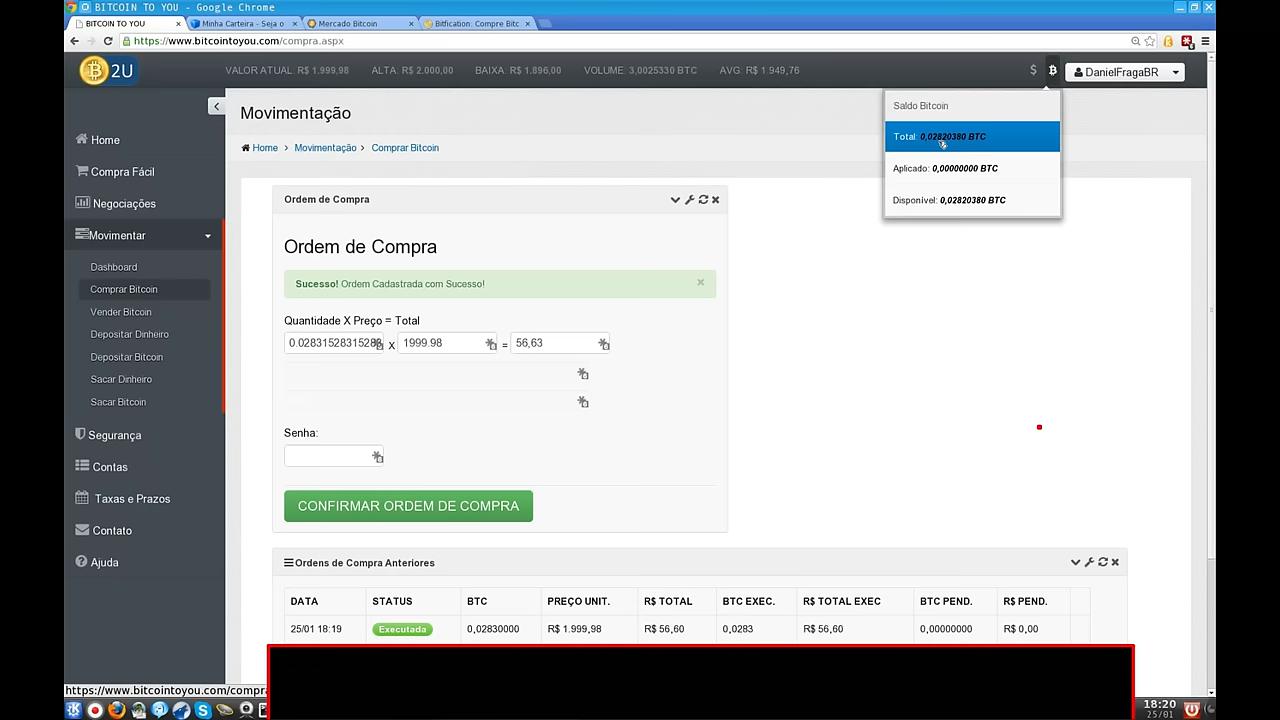 BITCOIN TO YOU - Google Chrome
BITCOIN TO YOU
Minha Carteira - Seja o
Mercado Bitcoin
Bitfication: Compre Bitc
https://www.bitcointoyou.com/compra.aspx
B 2U
VALOR ATUAL: R$ 1.999,98
ALTA: R$ 2.000,00
BAIXA: R$ 1.896,00
VOLUME: 3,0025330 BTC
AVG: R$ 1.949,76
$
DanielFragaBR
Saldo Bitcoin
Total: 0,02820380 BTC
Aplicado: 0,00000000 BTC
Disponível: 0,02820380 BTC
Home
Compra Fácil
Negociações
Movimentar
Dashboard
Comprar Bitcoin
Vender Bitcoin
Depositar Dinheiro
Depositar Bitcoin
Sacar Dinheiro
Sacar Bitcoin
Segurança
Contas
Taxas e Prazos
Contato
Ajuda
Movimentação
Home > Movimentação > Comprar Bitcoin
Ordem de Compra
Ordem de Compra
Sucesso! Ordem Cadastrada com Sucesso! ×
Quantidade X Preço = Total
0.0283152831528 X 1999.98 = 56,63
Senha:
CONFIRMAR ORDEM DE COMPRA
Ordens de Compra Anteriores
DATA STATUS BTC PREÇO UNIT. R$ TOTAL BTC EXEC. R$ TOTAL EXEC BTC PEND. R$ PEND.
25/01 18:19 Executada 0,02830000 R$ 1.999,98 R$ 56,60 0,0283 R$ 56,60 0,00000000 R$ 0,00
https://www.bitcointoyou.com/compra
18:20
25/01